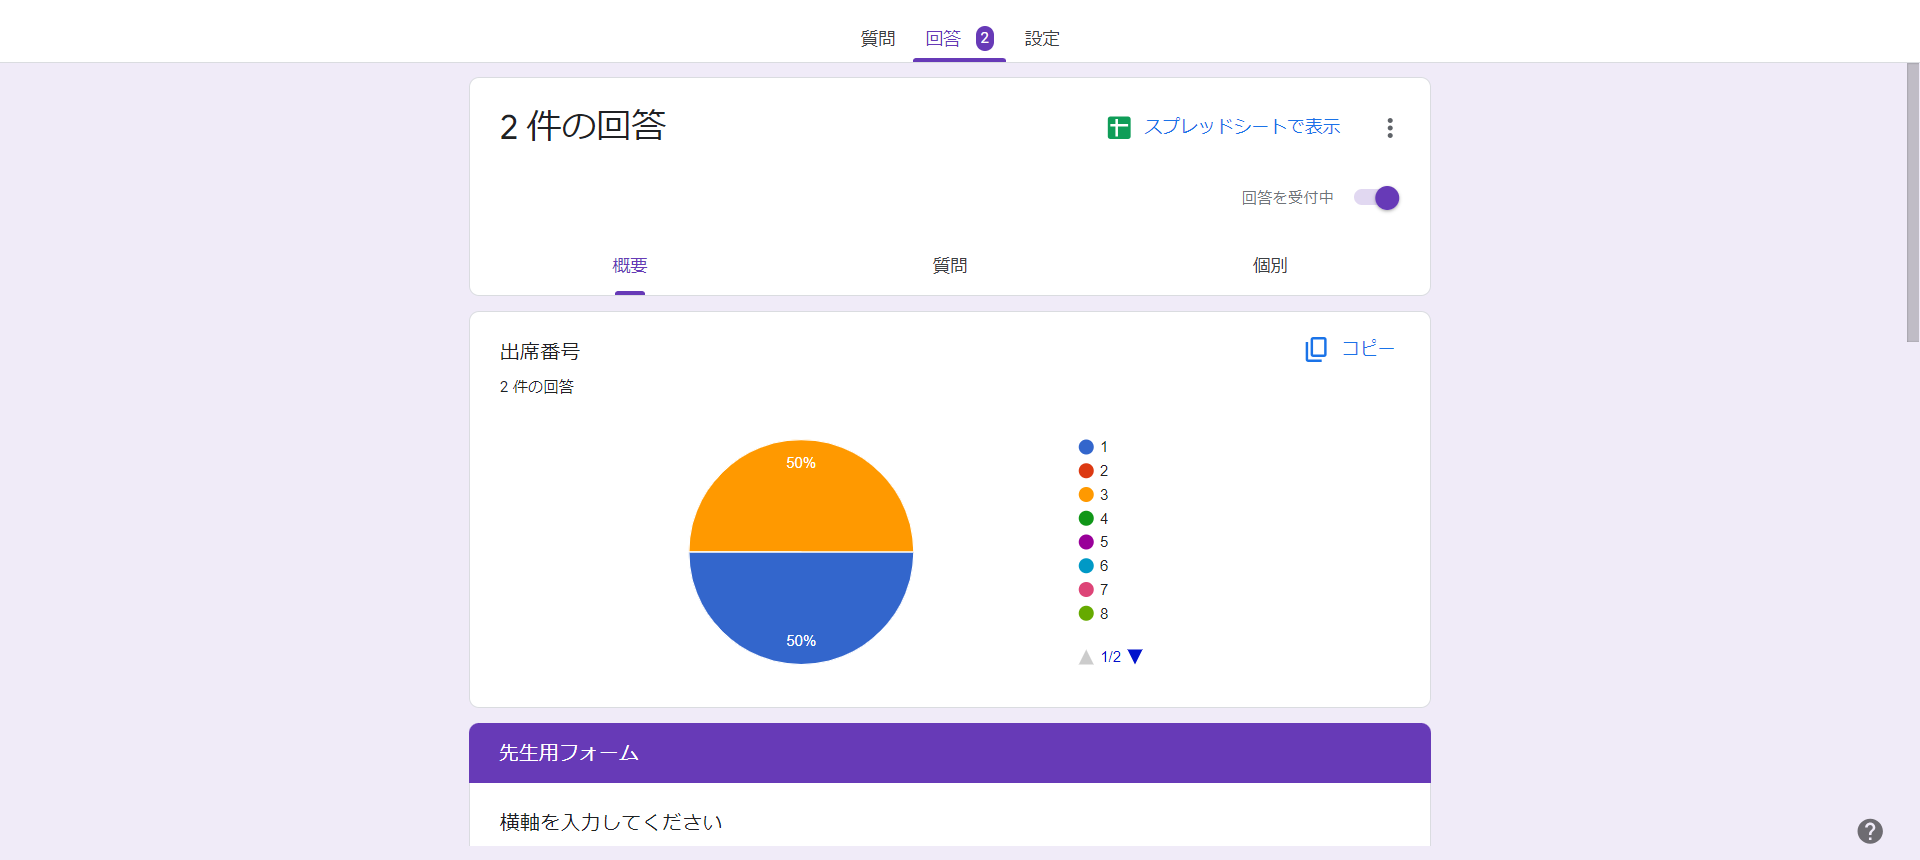 質問 回答 2 設定
2 件の回答
スプレッドシートで表示
回答を受付中
概要 質問 個別
出席番号
コピー
2 件の回答
50%
50%
1
2
3
4
5
6
7
8
1/2
先生用フォーム
横軸を入力してください
?